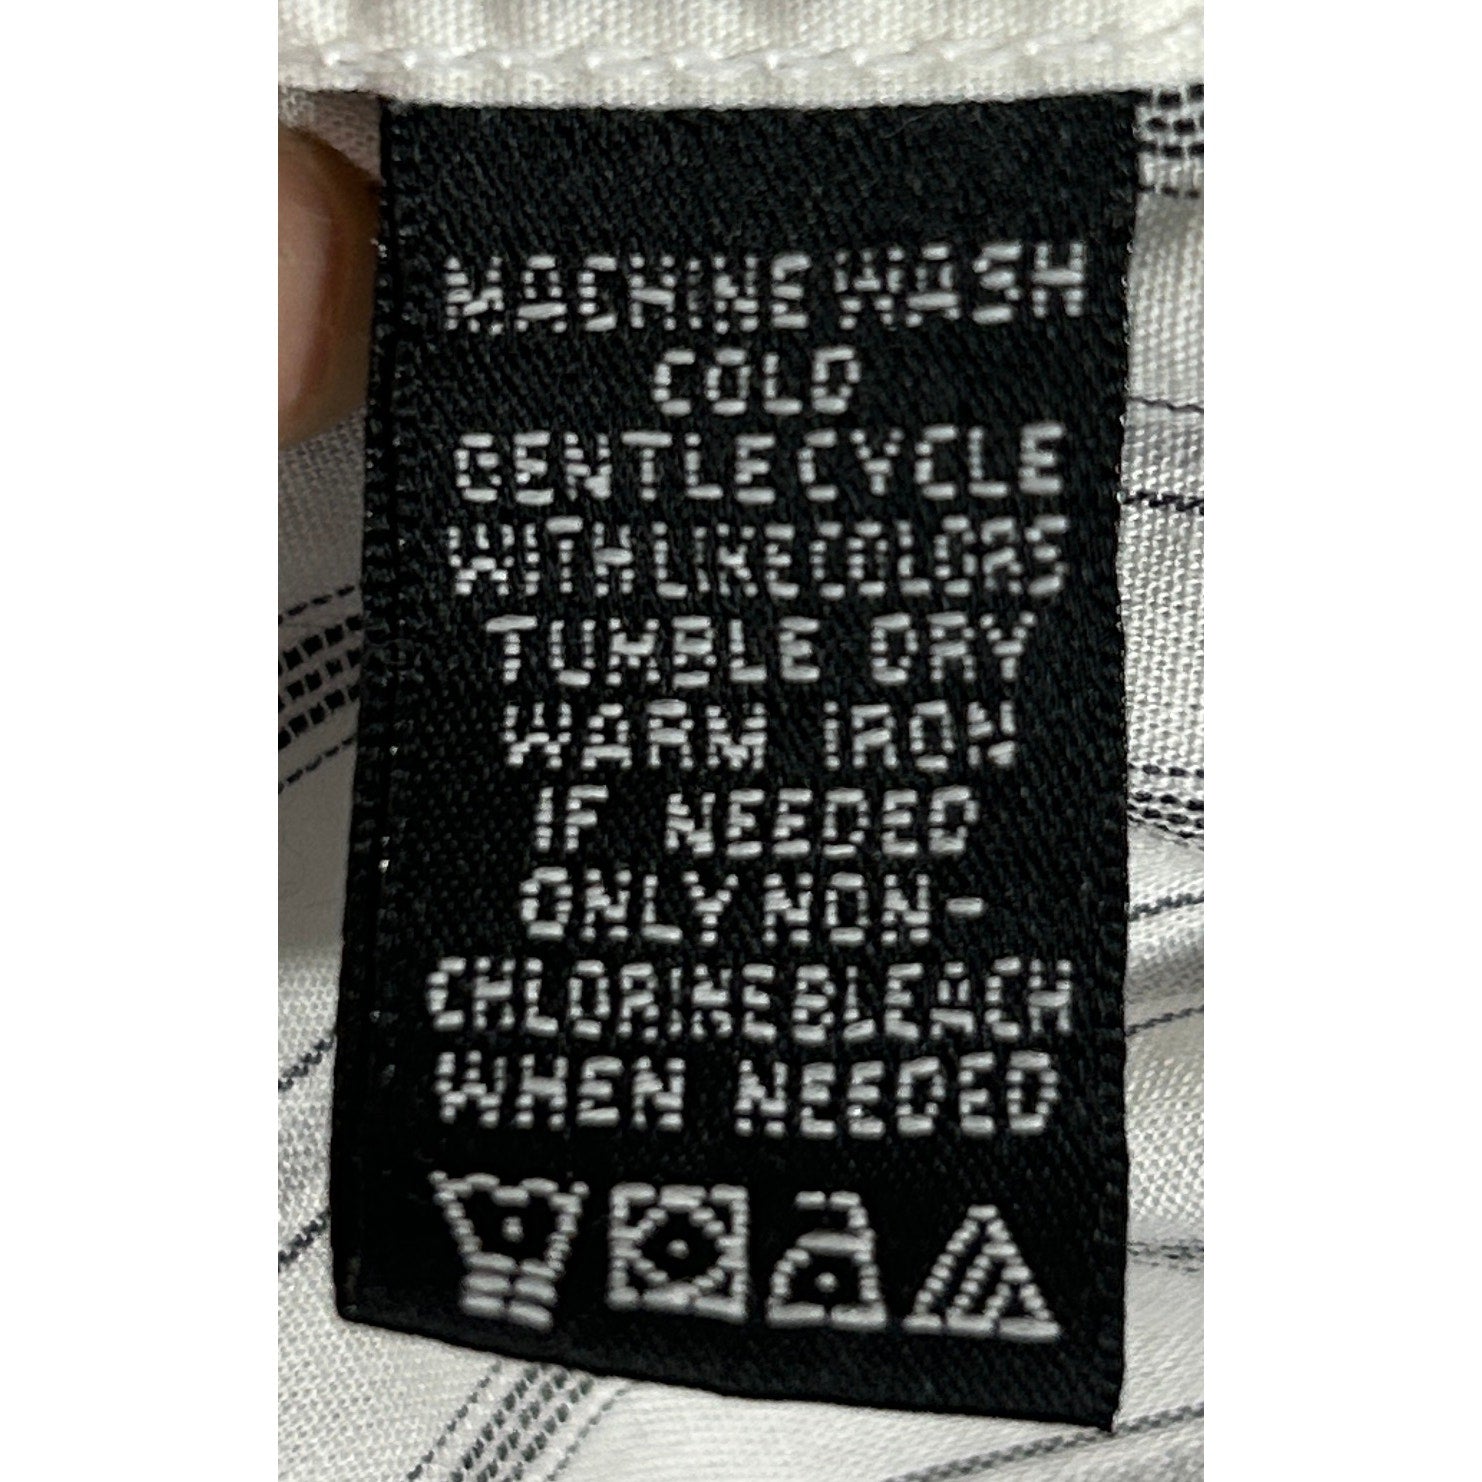 MACHINE WASH
COLD
GENTLE CYCLE
WITH LIKE COLORS
TUMBLE DRY
WARM IRON
IF NEEDED
ONLY NON-
CHLORINE BLEACH
WHEN NEEDED